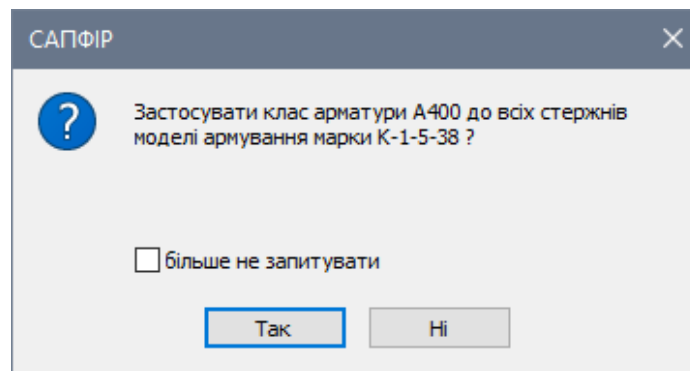 САПФІР
Застосувати клас арматури А400 до всіх стержнів
моделі армування марки К-1-5-38 ?
більше не запитувати
Так
Ні